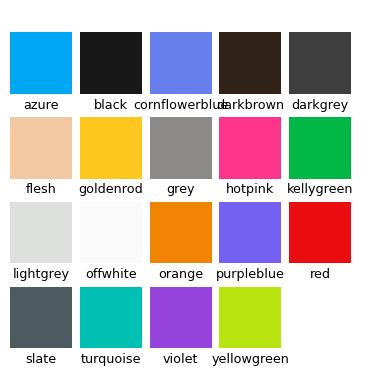 azure black cornflowerblue darkbrown darkgrey
flesh goldenrod grey hotpink kellygreen
lightgrey offwhite orange purpleblue red
slate turquoise violet yellowgreen